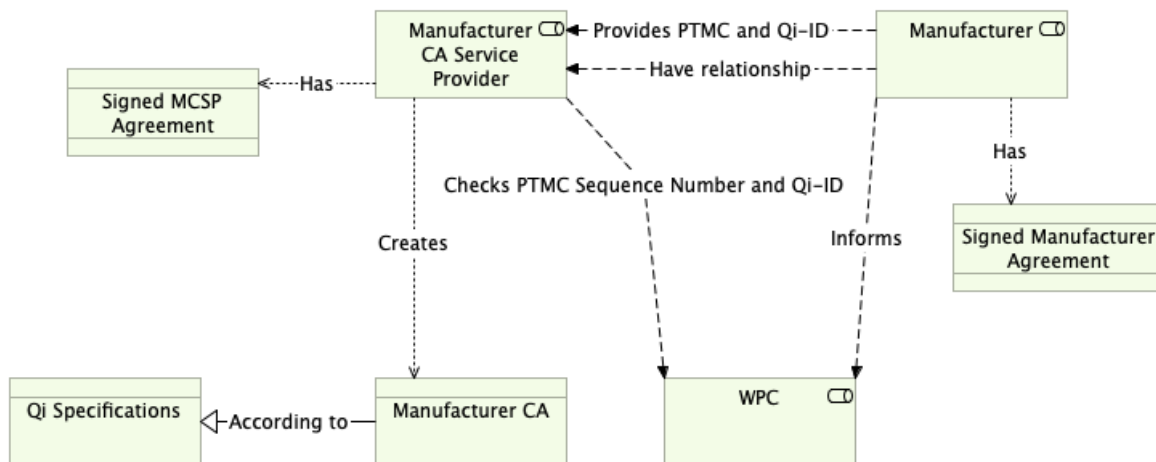 Manufacturer
CA Service
Provider
Provides PTMC and Qi-ID
Manufacturer
Have relationship
Has
Signed MCSP
Agreement
Has
Checks PTMC Sequence Number and Qi-ID
Creates
Informs
Signed Manufacturer
Agreement
Qi Specifications
According to
Manufacturer CA
WPC